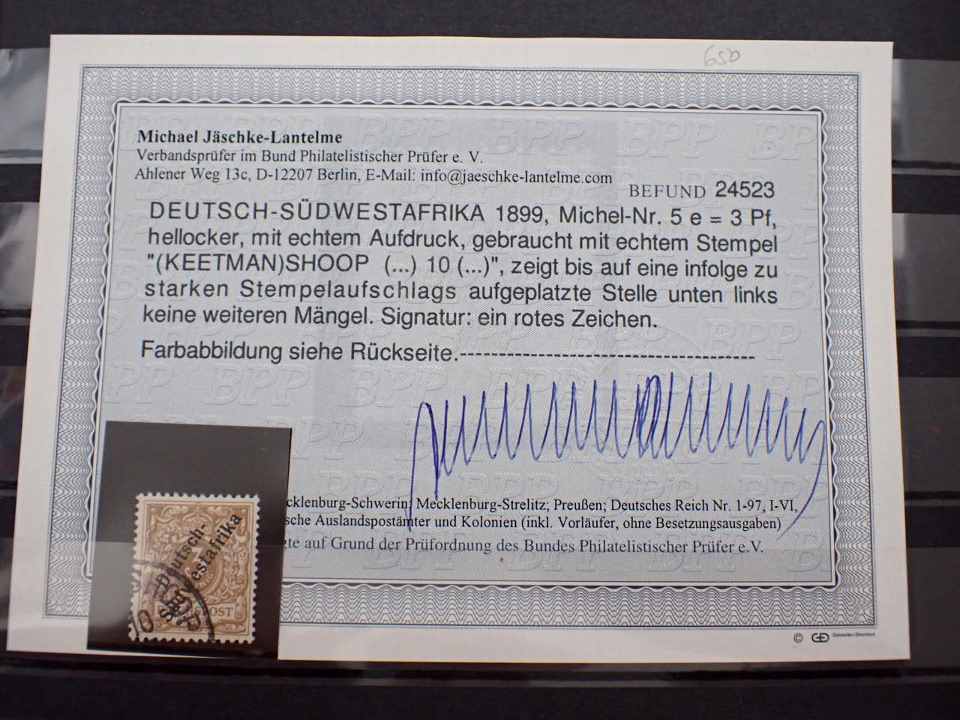 650
Michael Jäschke-Lantelme
Verbandsprüfer im Bund Philatelistischer Prüfer e. V.
Ahlener Weg 13c, D-12207 Berlin, E-Mail: info@jaeschke-lantelme.com
BEFUND 24523
DEUTSCH-SÜDWESTAFRIKA 1899, Michel-Nr. 5 e = 3 Pf,
hellocker, mit echtem Aufdruck, gebraucht mit echtem Stempel
"(KEETMAN)SHOOP (...) 10 (...)", zeigt bis auf eine infolge zu
starken Stempelaufschlags aufgeplatzte Stelle unten links
keine weiteren Mängel. Signatur: ein rotes Zeichen.
Farbabbildung siehe Rückseite.---------------------------------------
cklenburg-Schwerin; Mecklenburg-Strelitz; Preußen; Deutsches Reich Nr. 1-97, I-VI,
sche Auslandspostämter und Kolonien (inkl. Vorläufer, ohne Besetzungsausgaben)
gte auf Grund der Prüfordnung des Bundes Philatelistischer Prüfer e.V.
Deutsch-
Südwestafrika
POST
©